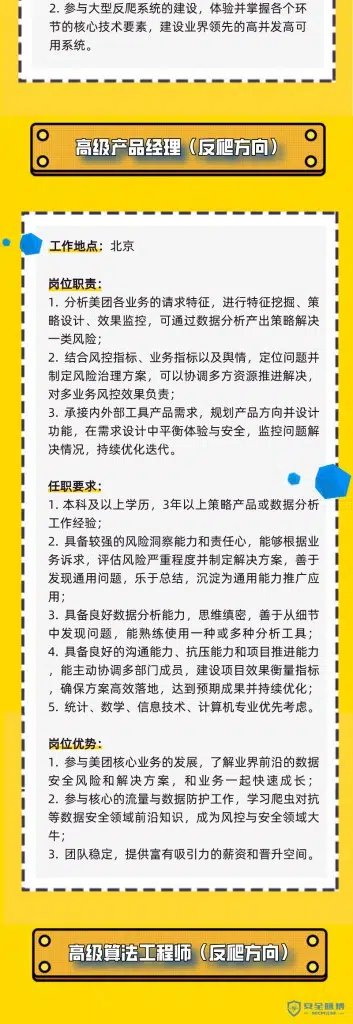 2. 参与大型反爬系统的建设，体验并掌握各个环
节的核心技术要素，建设业界领先的高并发高可
用系统。
高级产品经理（反爬方向）
工作地点：北京
岗位职责：
1. 分析美团各业务的请求特征，进行特征挖掘、策
略设计、效果监控，可通过数据分析产出策略解决
一类风险；
2. 结合风控指标、业务指标以及舆情，定位问题并
制定风险治理方案，可以协调多方资源推进解决，
对多业务风控效果负责；
3. 承接内外部工具产品需求，规划产品方向并设计
功能，在需求设计中平衡体验与安全，监控问题解
决情况，持续优化迭代。
任职要求：
1. 本科及以上学历，3年以上策略产品或数据分析
工作经验；
2. 具备较强的风险洞察能力和责任心，能够根据业
务诉求，评估风险严重程度并制定解决方案，善于
发现通用问题，乐于总结，沉淀为通用能力推广应
用；
3. 具备良好数据分析能力，思维缜密，善于从细节
中发现问题，能熟练使用一种或多种分析工具；
4. 具备良好的沟通能力、抗压能力和项目推进能力
，能主动协调多部门成员，建设项目效果衡量指标
，确保方案高效落地，达到预期成果并持续优化；
5. 统计、数学、信息技术、计算机专业优先考虑。
岗位优势：
1. 参与美团核心业务的发展，了解业界前沿的数据
安全风险和解决方案，和业务一起快速成长；
2. 参与核心的流量与数据防护工作，学习爬虫对抗
等数据安全领域前沿知识，成为风控与安全领域大
牛；
3. 团队稳定，提供富有吸引力的薪资和晋升空间。
高级算法工程师（反爬方向）
安全脉搏